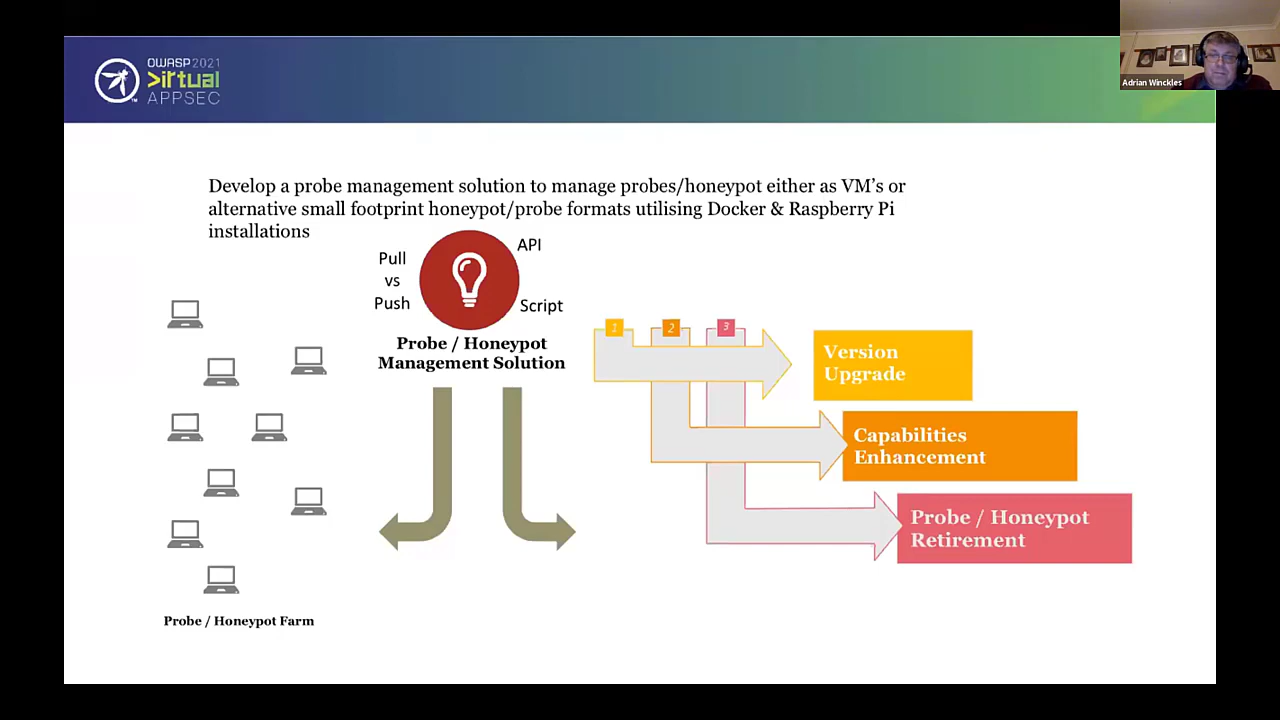 OWASP 2021
Virtual
APPSEC
Adrian Winckles
Develop a probe management solution to manage probes/honeypot either as VM's or
alternative small footprint honeypot/probe formats utilising Docker & Raspberry Pi
installations
Pull
vs
Push
API
Script
Probe / Honeypot
Management Solution
1
2
3
Version
Upgrade
Capabilities
Enhancement
Probe / Honeypot
Retirement
Probe / Honeypot Farm